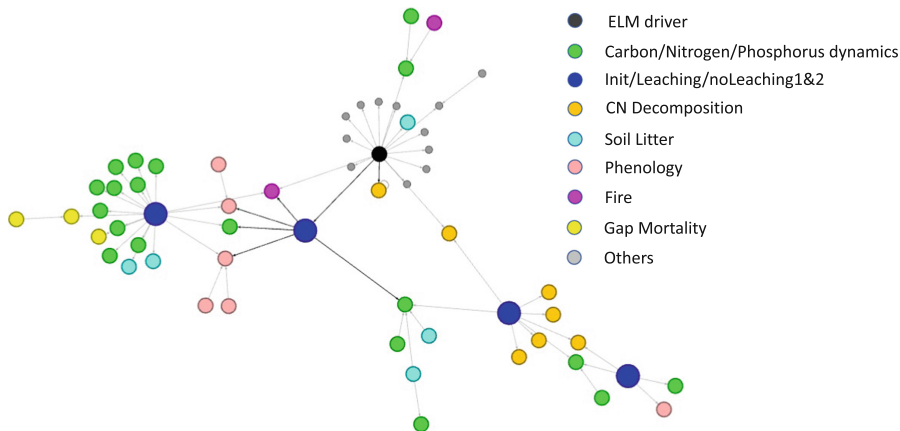 ELM driver
Carbon/Nitrogen/Phosphorus dynamics
Init/Leaching/noLeaching1&2
CN Decomposition
Soil Litter
Phenology
Fire
Gap Mortality
Others